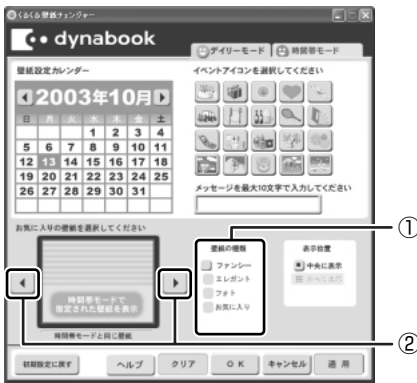 くるくる壁紙チェンジャー
dynabook
デイリーモード
時間帯モード
壁紙設定カレンダー
イベントアイコンを選択してください
2003年10月
日 月 火 水 木 金 土
1 2 3 4
5 6 7 8 9 10 11
12 13 14 15 16 17 18
19 20 21 22 23 24 25
26 27 28 29 30 31
メッセージを最大10文字で入力してください
お気に入りの壁紙を選択してください
壁紙の種類
ファンシー
エレガント
フォト
お気に入り
表示位置
中央に表示
並べて表示
時間帯モードで
指定された壁紙を表示
時間帯モードと同じ壁紙
初期設定に戻す
ヘルプ
クリア
OK
キャンセル
適用
①
②